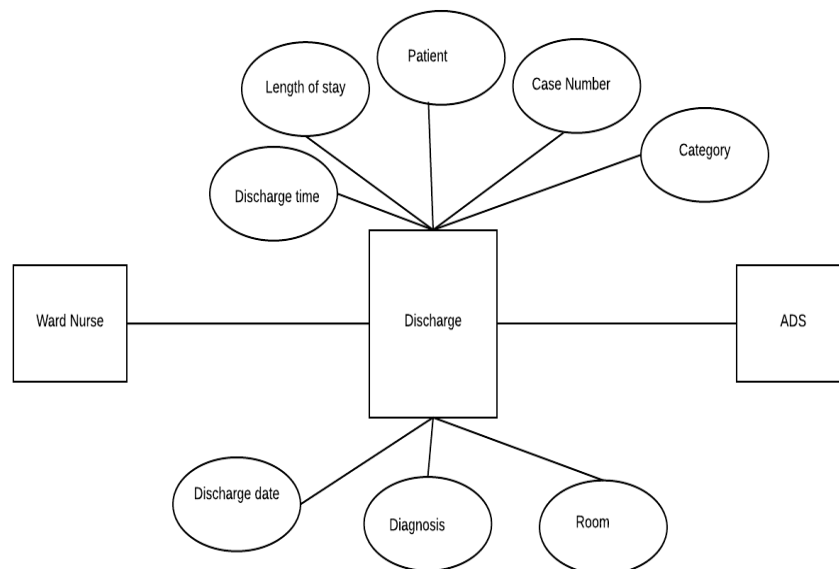 Patient
Length of stay
Case Number
Category
Discharge time
Ward Nurse
Discharge
ADS
Discharge date
Diagnosis
Room